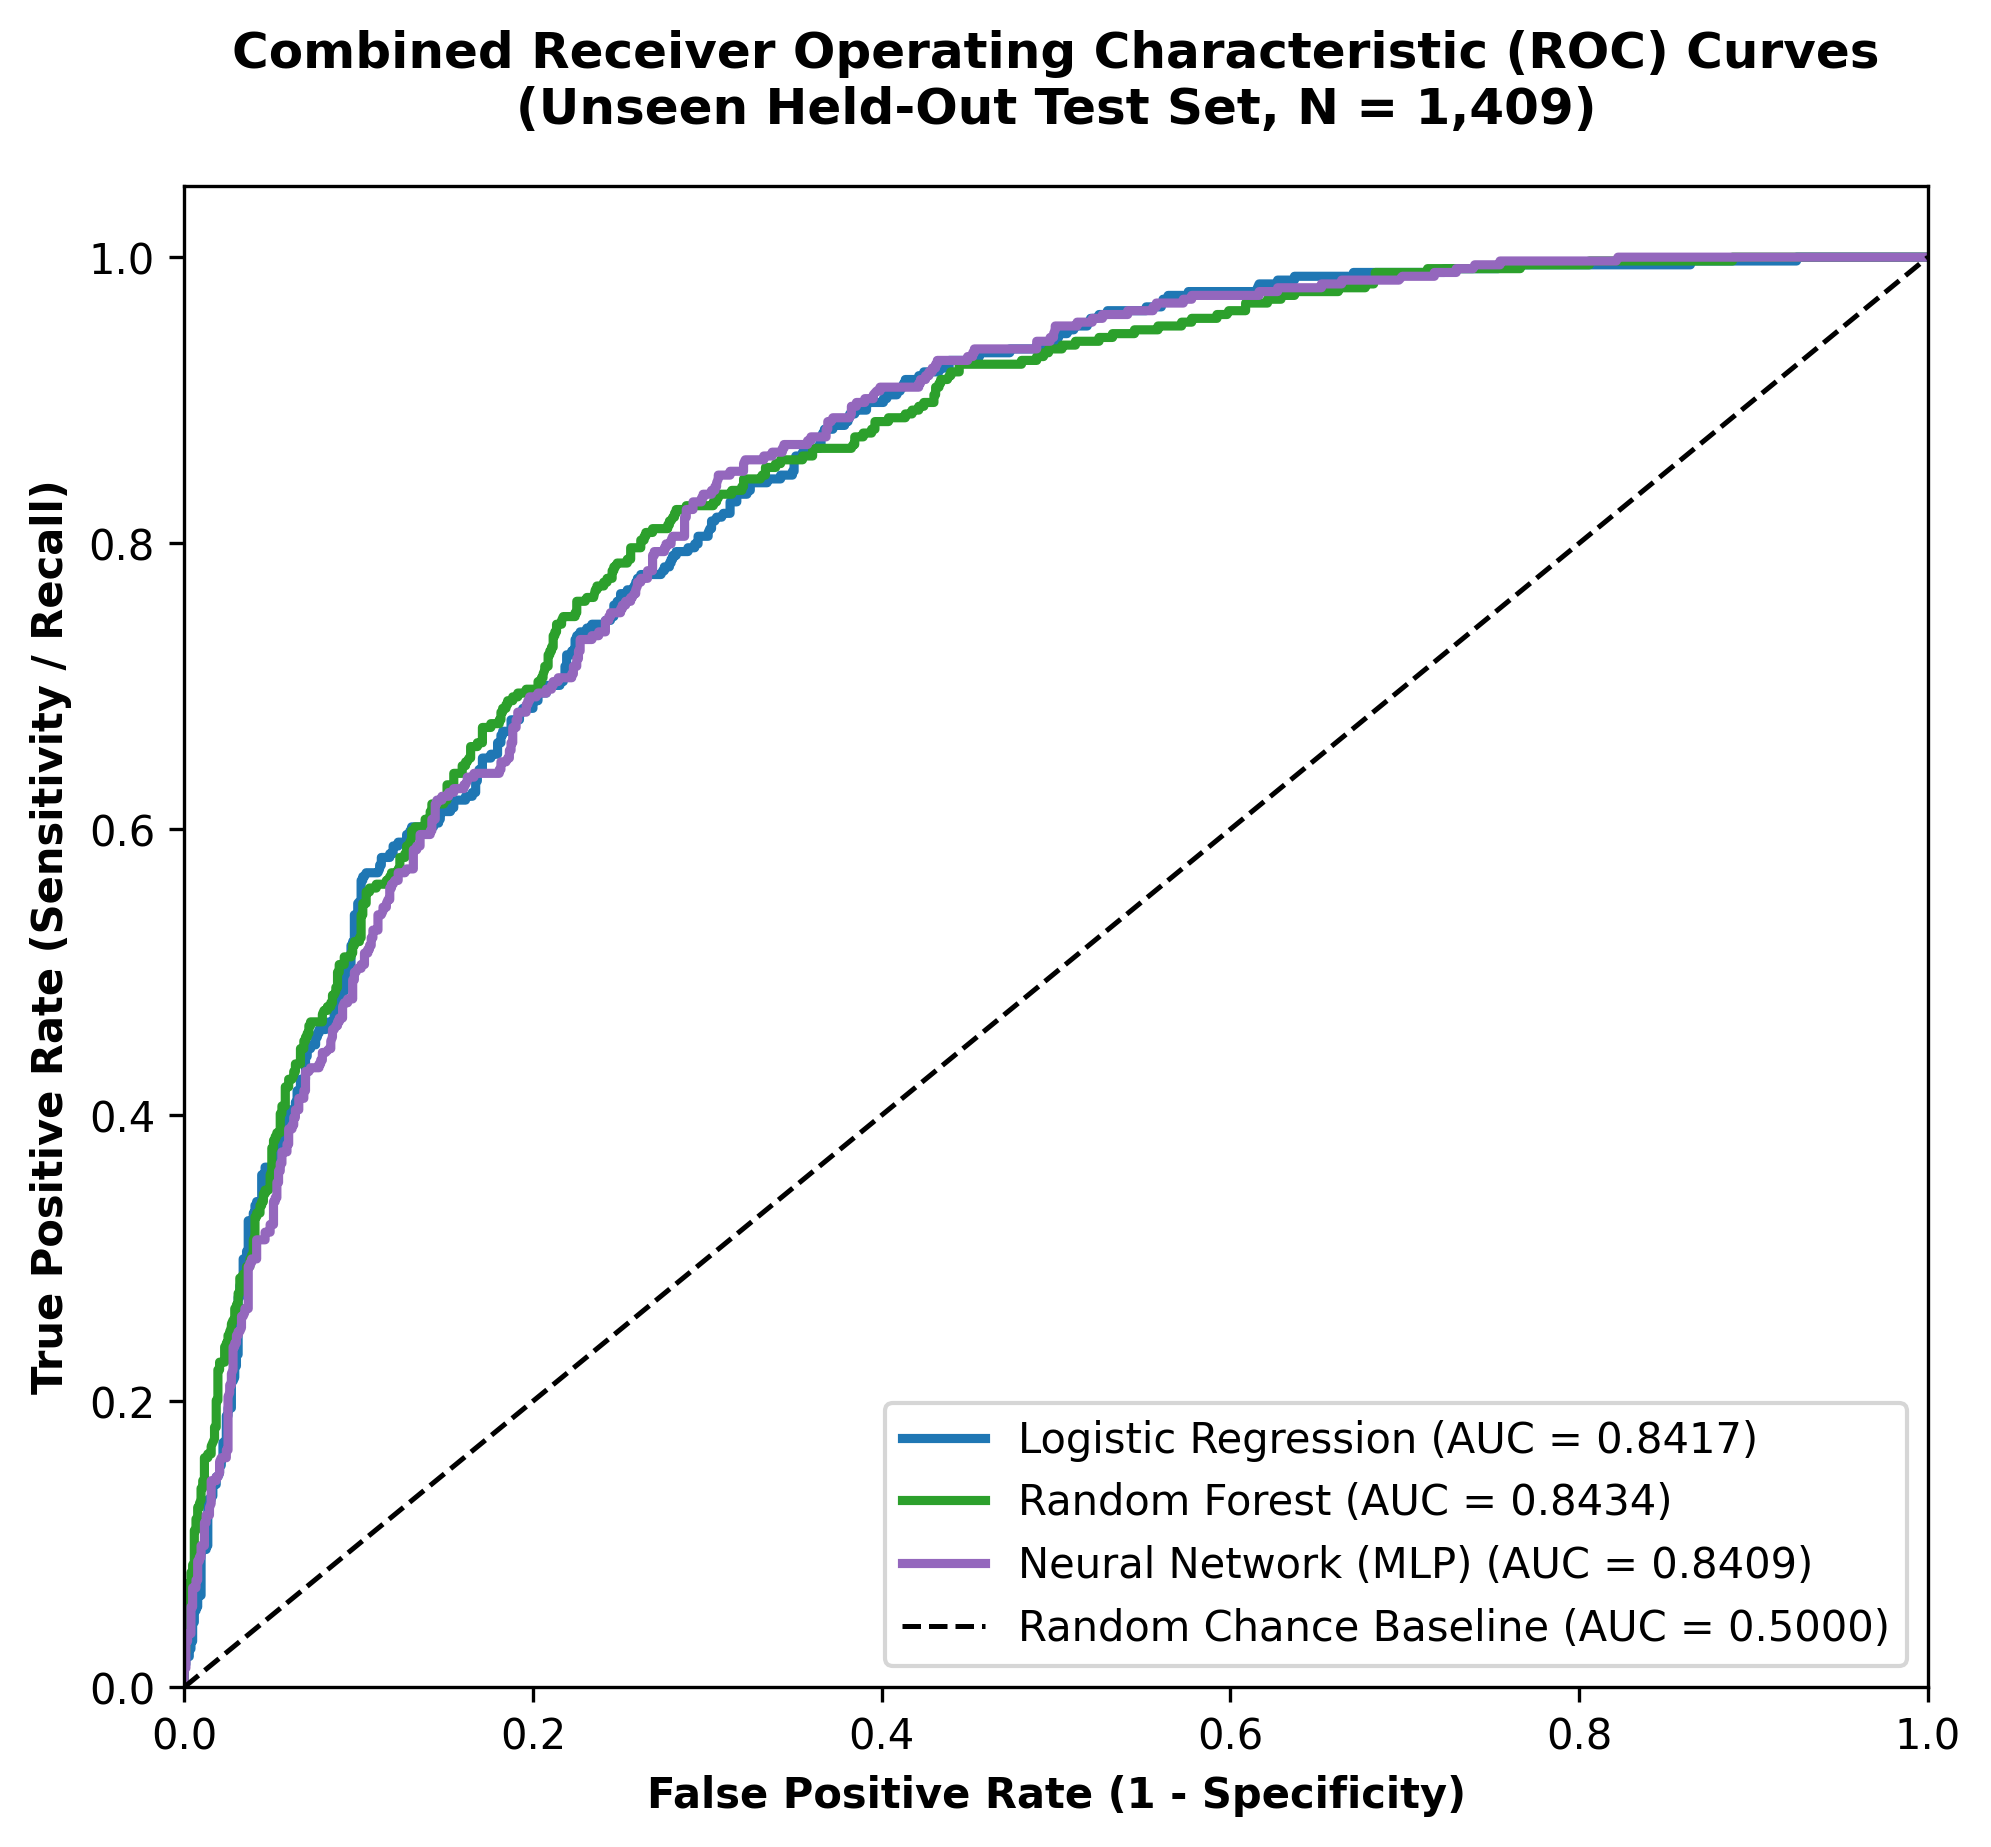 Combined Receiver Operating Characteristic (ROC) Curves
(Unseen Held-Out Test Set, N = 1,409)
True Positive Rate (Sensitivity / Recall)
1.0
0.8
0.6
0.4
0.2
0.0
Logistic Regression (AUC = 0.8417)
Random Forest (AUC = 0.8434)
Neural Network (MLP) (AUC = 0.8409)
Random Chance Baseline (AUC = 0.5000)
0.0 0.2 0.4 0.6 0.8 1.0
False Positive Rate (1 - Specificity)